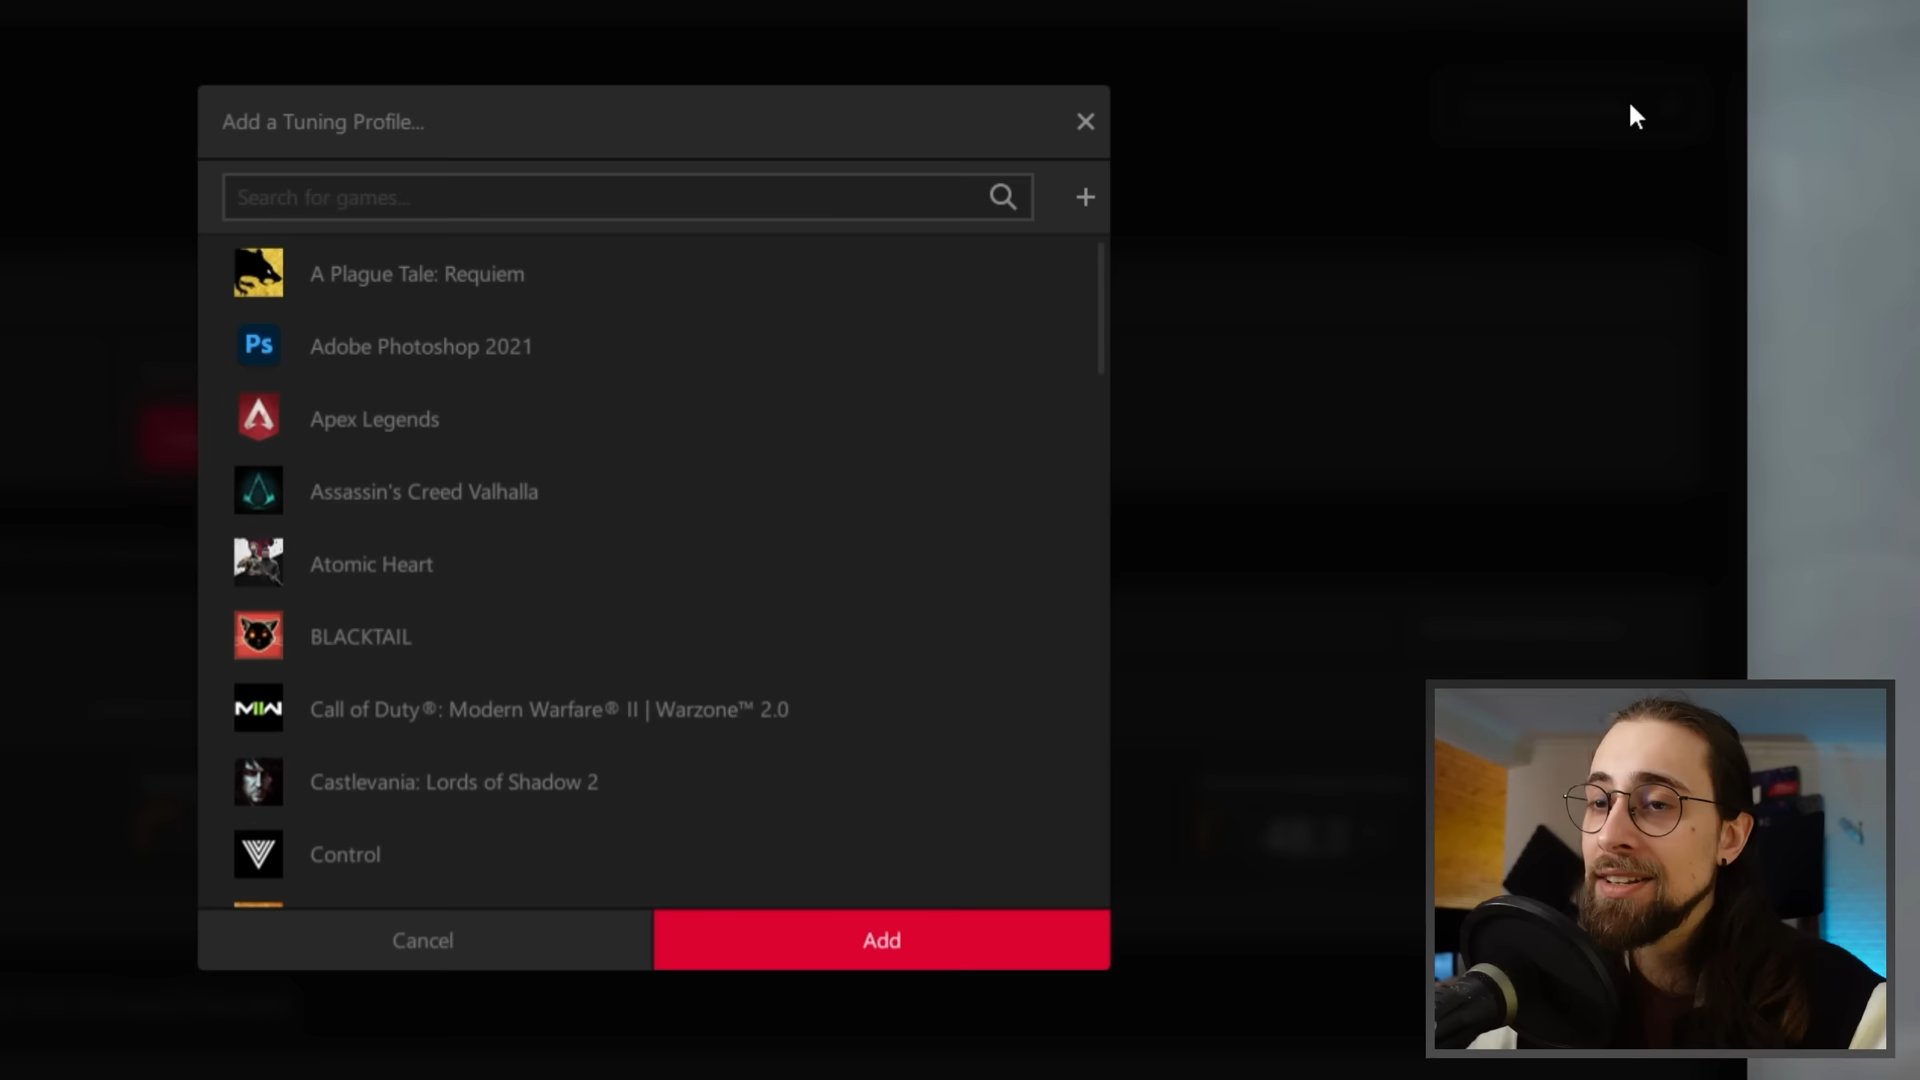 Add a Tuning Profile...
Search for games...
A Plague Tale: Requiem
Ps
Adobe Photoshop 2021
Apex Legends
Assassin's Creed Valhalla
Atomic Heart
BLACKTAIL
MIIW
Call of Duty®: Modern Warfare® II | Warzone™ 2.0
Castlevania: Lords of Shadow 2
Control
Cancel
Add